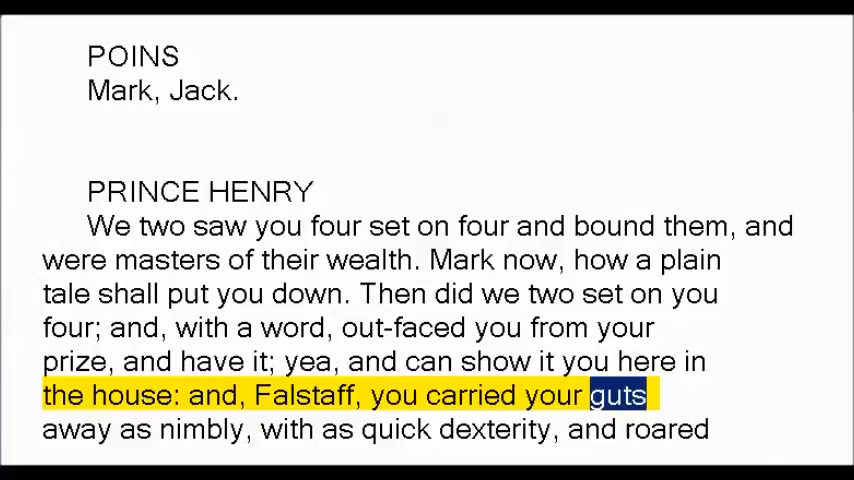 POINS
Mark, Jack.
PRINCE HENRY
We two saw you four set on four and bound them, and
were masters of their wealth. Mark now, how a plain
tale shall put you down. Then did we two set on you
four; and, with a word, out-faced you from your
prize, and have it; yea, and can show it you here in
the house: and, Falstaff, you carried your guts
away as nimbly, with as quick dexterity, and roared